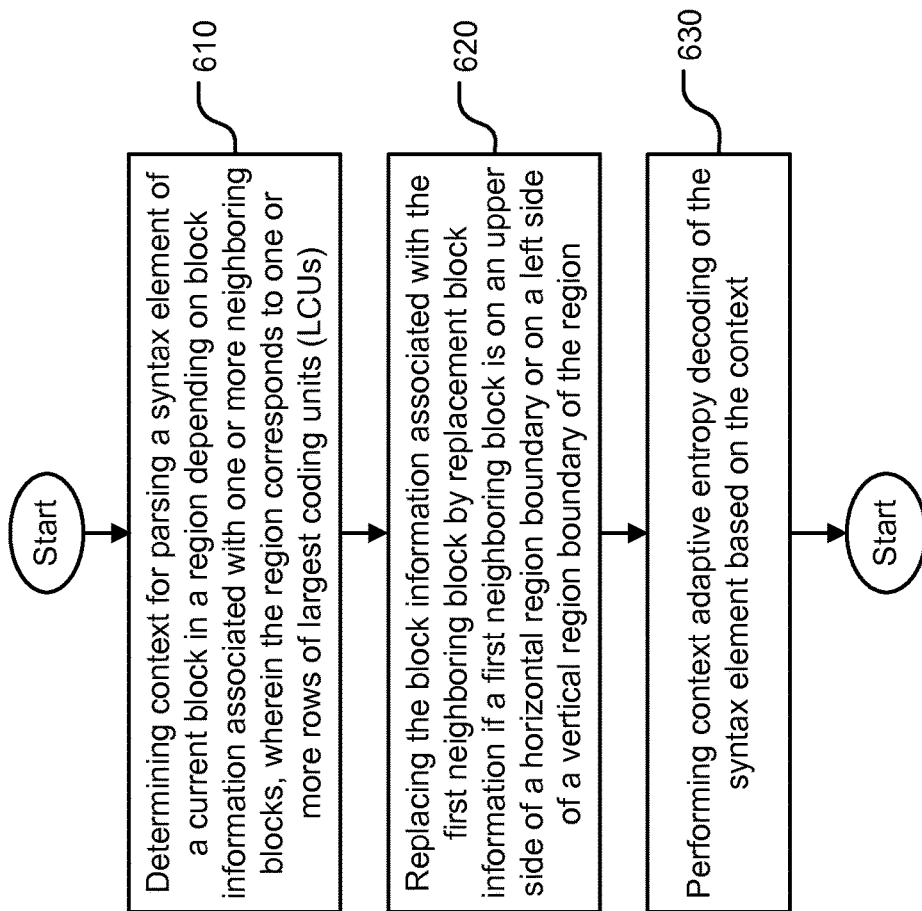 Start
Determining context for parsing a syntax element of
a current block in a region depending on block
information associated with one or more neighboring
blocks, wherein the region corresponds to one or
more rows of largest coding units (LCUs)
610
Replacing the block information associated with the
first neighboring block by replacement block
information if a first neighboring block is on an upper
side of a horizontal region boundary or on a left side
of a vertical region boundary of the region
620
Performing context adaptive entropy decoding of the
syntax element based on the context
630
Start